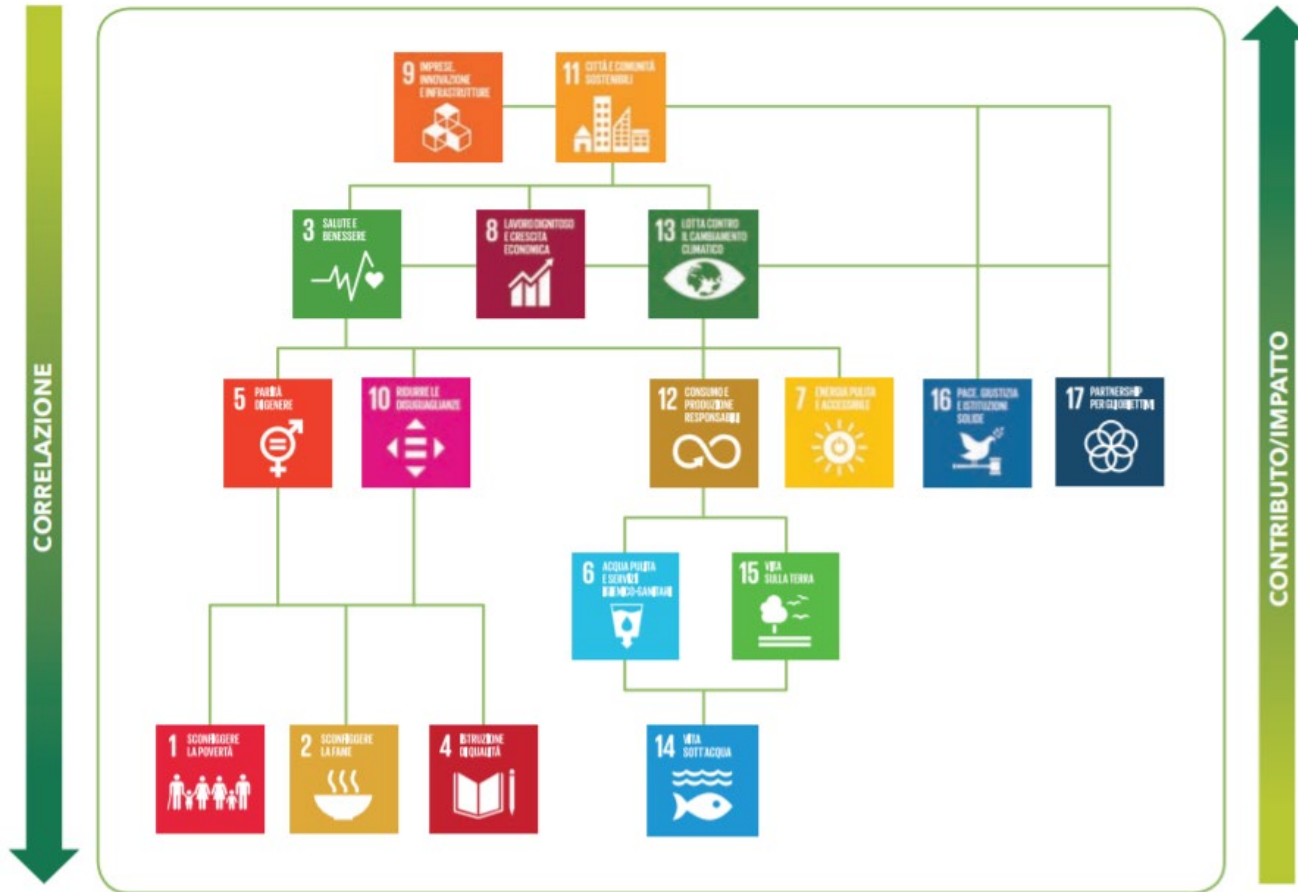 CORRELAZIONE
CONTRIBUTO/IMPATTO
9 IMPRESE,
INNOVAZIONE
E INFRASTRUTTURE
11 CITTÀ E COMUNITÀ
SOSTENIBILI
3 SALUTE E
BENESSERE
8 LAVORO DIGNITOSO
E CRESCITA
ECONOMICA
13 LOTTA CONTRO
IL CAMBIAMENTO
CLIMATICO
5 PARITÀ
DI GENERE
10 RIDURRE LE
DISUGUAGLIANZE
12 CONSUMO E
PRODUZIONE
RESPONSABILI
7 ENERGIA PULITA
E ACCESSIBILE
16 PACE, GIUSTIZIA
E ISTITUZIONI
SOLIDE
17 PARTNERSHIP
PER GLI OBIETTIVI
6 ACQUA PULITA
E SERVIZI
IGIENICO-SANITARI
15 VITA
SULLA TERRA
1 SCONFIGGERE
LA POVERTÀ
2 SCONFIGGERE
LA FAME
4 ISTRUZIONE
DI QUALITÀ
14 VITA
SOTT'ACQUA